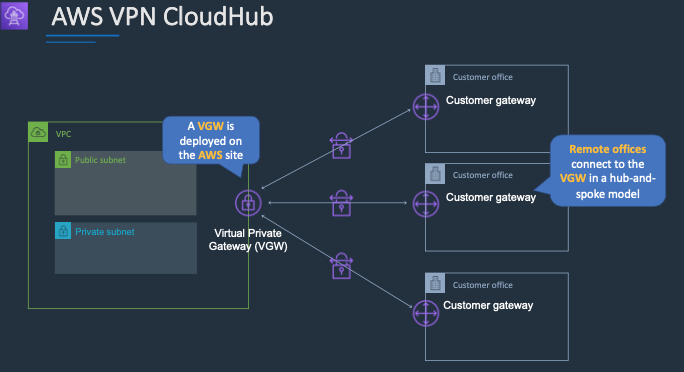 AWS VPN CloudHub
VPC
Public subnet
Private subnet
A VGW is
deployed on
the AWS site
Virtual Private
Gateway (VGW)
Customer office
Customer gateway
Customer office
Customer gateway
Remote offices
connect to the
VGW in a hub-and-
spoke model
Customer office
Customer gateway